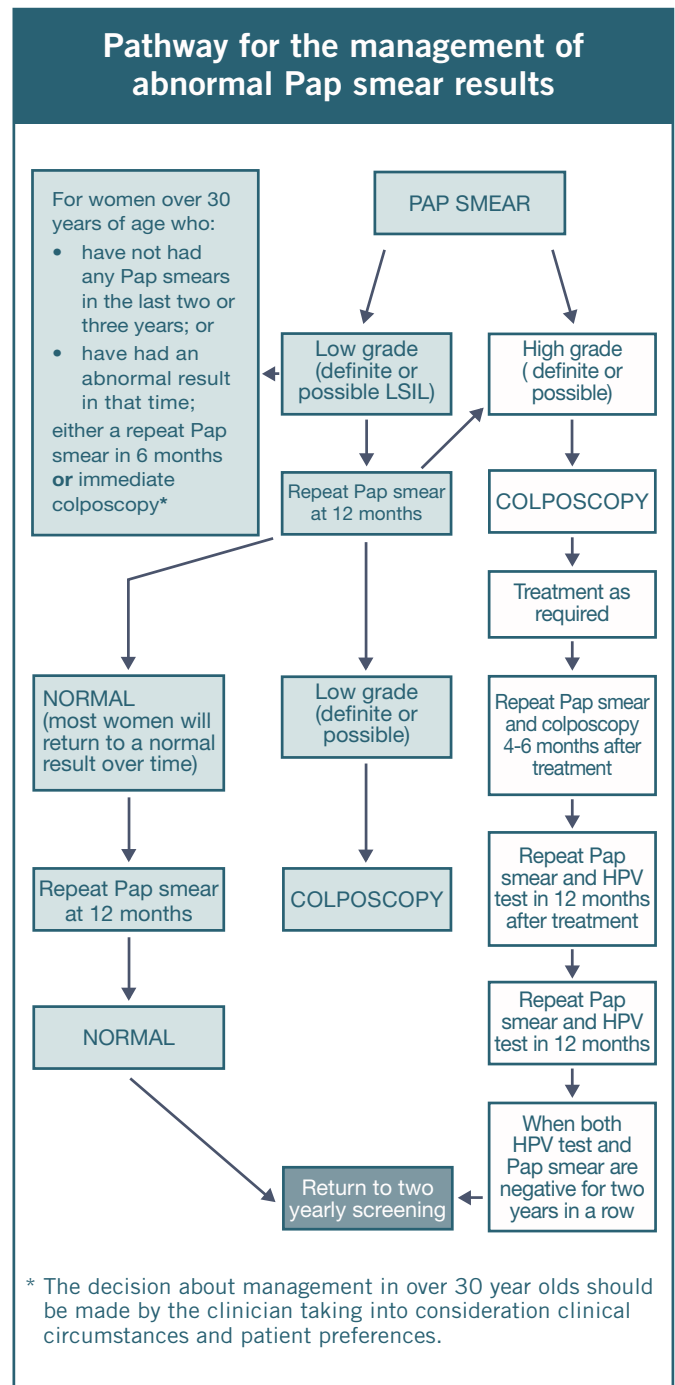 Pathway for the management of
abnormal Pap smear results
For women over 30
years of age who:
• have not had
any Pap smears
in the last two or
three years; or
• have had an
abnormal result
in that time;
either a repeat Pap
smear in 6 months
or immediate
colposcopy*
PAP SMEAR
Low grade
(definite or
possible LSIL)
High grade
( definite or
possible)
Repeat Pap smear
at 12 months
COLPOSCOPY
Treatment as
required
NORMAL
(most women will
return to a normal
result over time)
Low grade
(definite or
possible)
Repeat Pap smear
and colposcopy
4-6 months after
treatment
Repeat Pap smear
at 12 months
COLPOSCOPY
Repeat Pap
smear and HPV
test in 12 months
after treatment
NORMAL
Repeat Pap
smear and HPV
test in 12 months
When both
HPV test and
Pap smear are
negative for two
years in a row
Return to two
yearly screening
* The decision about management in over 30 year olds should
be made by the clinician taking into consideration clinical
circumstances and patient preferences.